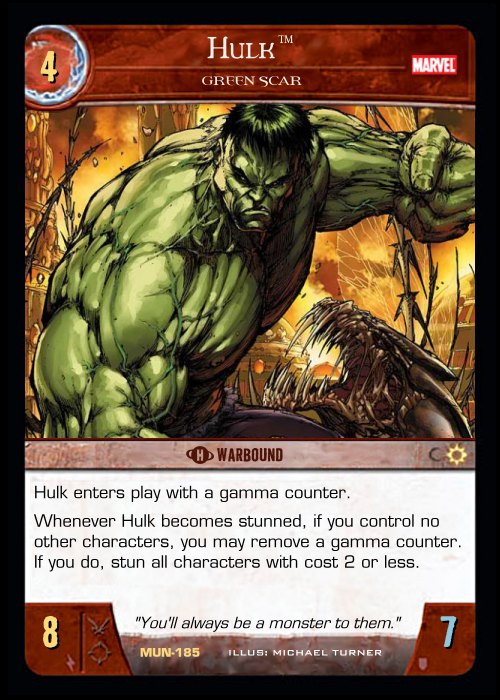 4
HULK™
GREEN SCAR
MARVEL
H WARBOUND
C
Hulk enters play with a gamma counter.
Whenever Hulk becomes stunned, if you control no
other characters, you may remove a gamma counter.
If you do, stun all characters with cost 2 or less.
8
"You'll always be a monster to them."
7
MUN-185 ILLUS: MICHAEL TURNER